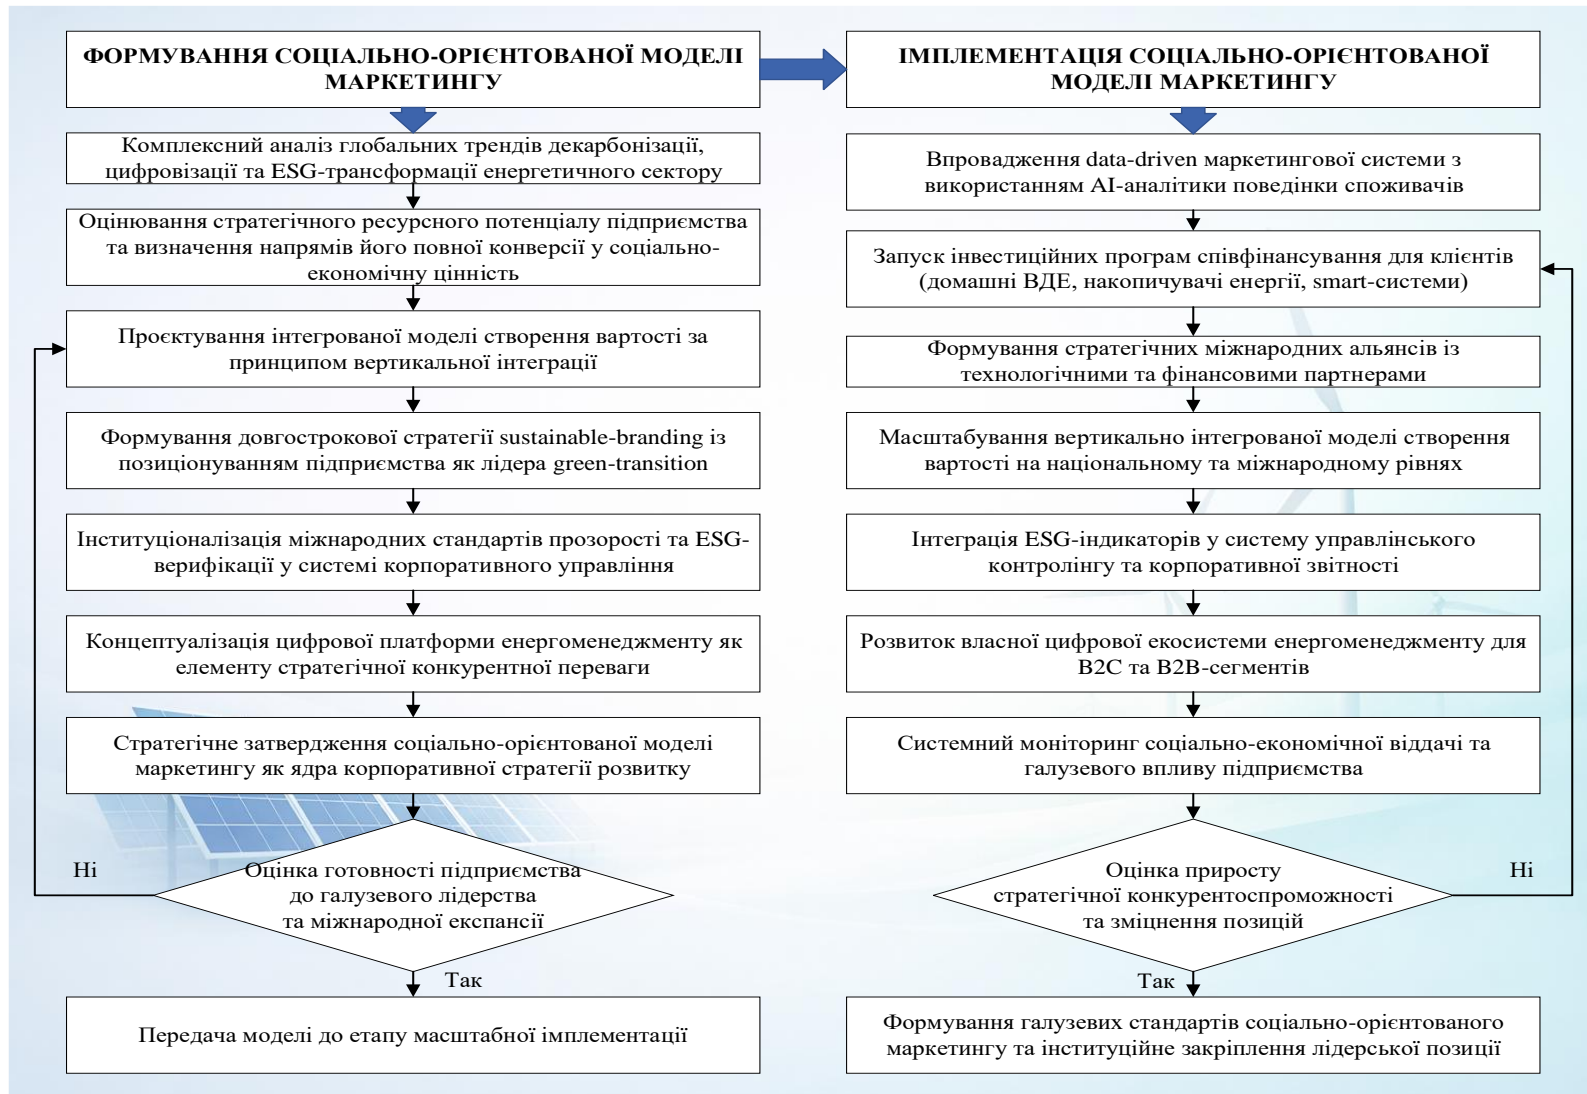 ФОРМУВАННЯ СОЦІАЛЬНО-ОРІЄНТОВАНОЇ МОДЕЛІ
МАРКЕТИНГУ
Комплексний аналіз глобальних трендів декарбонізації,
цифровізації та ESG-трансформації енергетичного сектору
Оцінювання стратегічного ресурсного потенціалу підприємства
та визначення напрямів його повної конверсії у соціально-
економічну цінність
Проєктування інтегрованої моделі створення вартості за
принципом вертикальної інтеграції
Формування довгострокової стратегії sustainable-branding із
позиціонуванням підприємства як лідера green-transition
Інституціоналізація міжнародних стандартів прозорості та ESG-
верифікації у системі корпоративного управління
Концептуалізація цифрової платформи енергоменеджменту як
елементу стратегічної конкурентної переваги
Стратегічне затвердження соціально-орієнтованої моделі
маркетингу як ядра корпоративної стратегії розвитку
Ні
Оцінка готовності підприємства
до галузевого лідерства
та міжнародної експансії
Так
Передача моделі до етапу масштабної імплементації
ІМПЛЕМЕНТАЦІЯ СОЦІАЛЬНО-ОРІЄНТОВАНОЇ
МОДЕЛІ МАРКЕТИНГУ
Впровадження data-driven маркетингової системи з
використанням AI-аналітики поведінки споживачів
Запуск інвестиційних програм співфінансування для клієнтів
(домашні ВДЕ, накопичувачі енергії, smart-системи)
Формування стратегічних міжнародних альянсів із
технологічними та фінансовими партнерами
Масштабування вертикально інтегрованої моделі створення
вартості на національному та міжнародному рівнях
Інтеграція ESG-індикаторів у систему управлінського
контролінгу та корпоративної звітності
Розвиток власної цифрової екосистеми енергоменеджменту для
B2C та B2B-сегментів
Системний моніторинг соціально-економічної віддачі та
галузевого впливу підприємства
Оцінка приросту
стратегічної конкурентоспроможності
та зміцнення позицій
Ні
Так
Формування галузевих стандартів соціально-орієнтованого
маркетингу та інституційне закріплення лідерської позиції